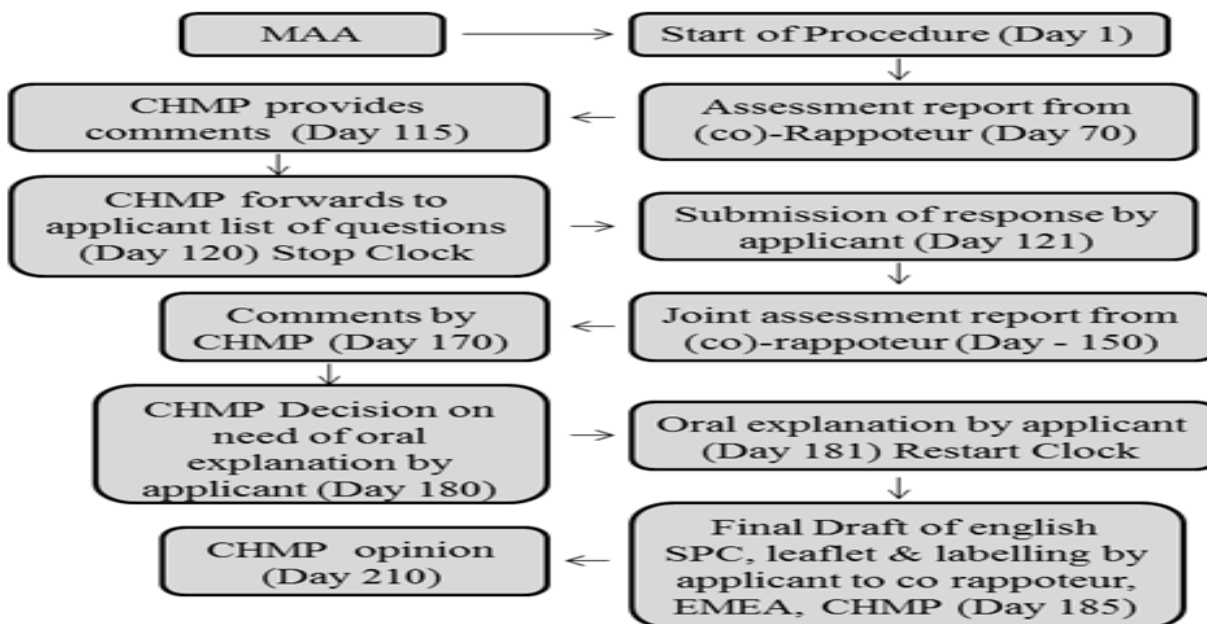 MAA
Start of Procedure (Day 1)
Assessment report from
(co)-Rappoteur (Day 70)
CHMP provides
comments (Day 115)
CHMP forwards to
applicant list of questions
(Day 120) Stop Clock
Submission of response by
applicant (Day 121)
Joint assessment report from
(co)-rappoteur (Day - 150)
Comments by
CHMP (Day 170)
CHMP Decision on
need of oral
explanation by
applicant (Day 180)
Oral explanation by applicant
(Day 181) Restart Clock
Final Draft of english
SPC, leaflet & labelling by
applicant to co rappoteur,
EMEA, CHMP (Day 185)
CHMP opinion
(Day 210)